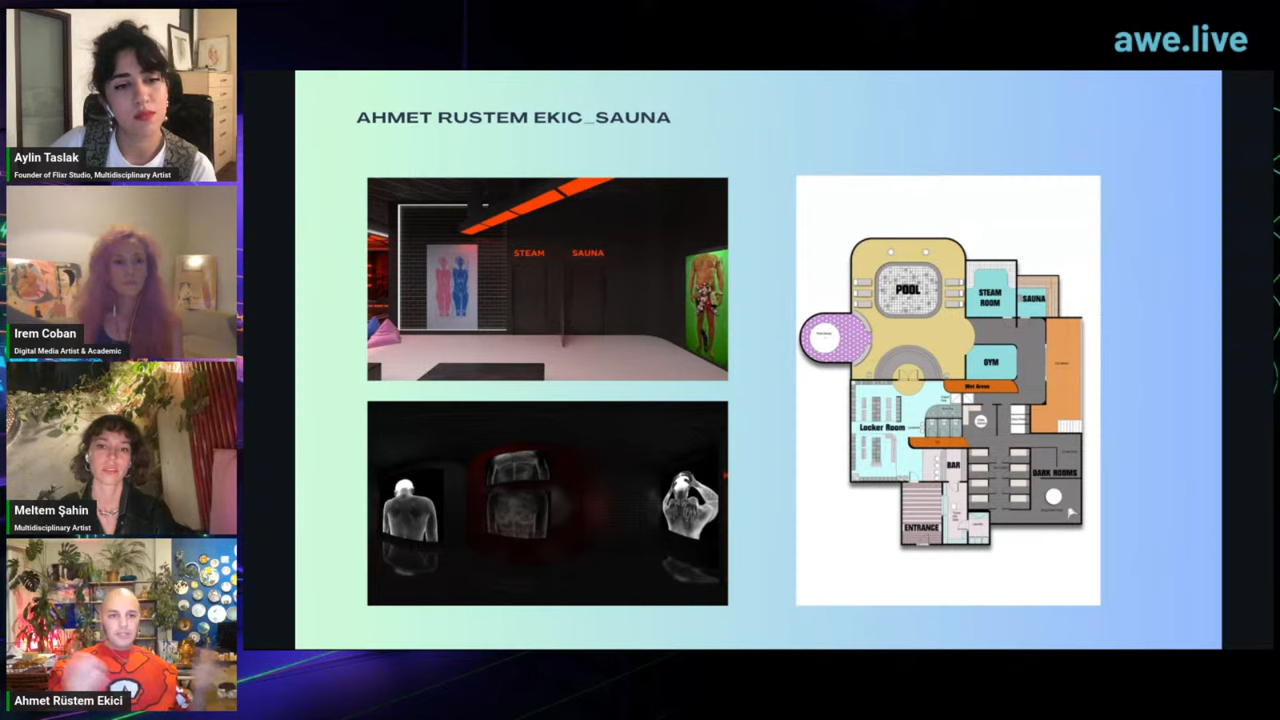 awe.live
Aylin Taslak
Founder of Flixr Studio, Multidisciplinary Artist
Irem Coban
Digital Media Artist & Academic
Meltem Şahin
Multidisciplinary Artist
Ahmet Rüstem Ekici
AHMET RUSTEM EKIC_SAUNA
STEAM
SAUNA
POOL
STEAM
ROOM
SAUNA
GYM
Wet Areas
Locker Room
BAR
DARK ROOMS
ENTRANCE